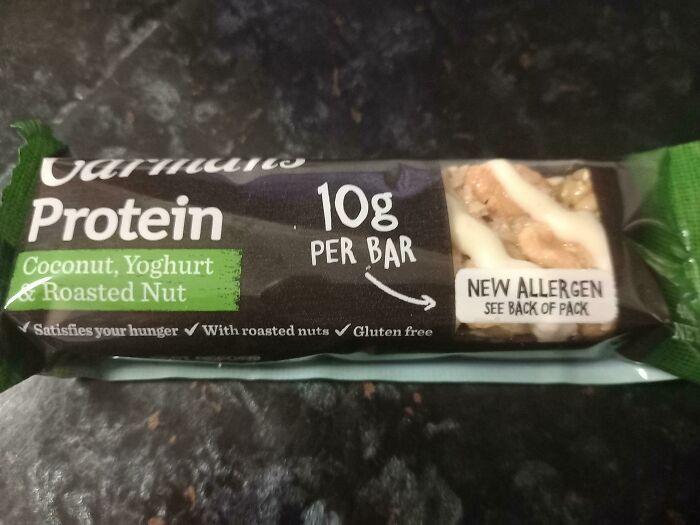 Carman's
Protein
Coconut, Yoghurt
& Roasted Nut
10g
PER BAR
NEW ALLERGEN
SEE BACK OF PACK
✓ Satisfies your hunger ✓ With roasted nuts ✓ Gluten free